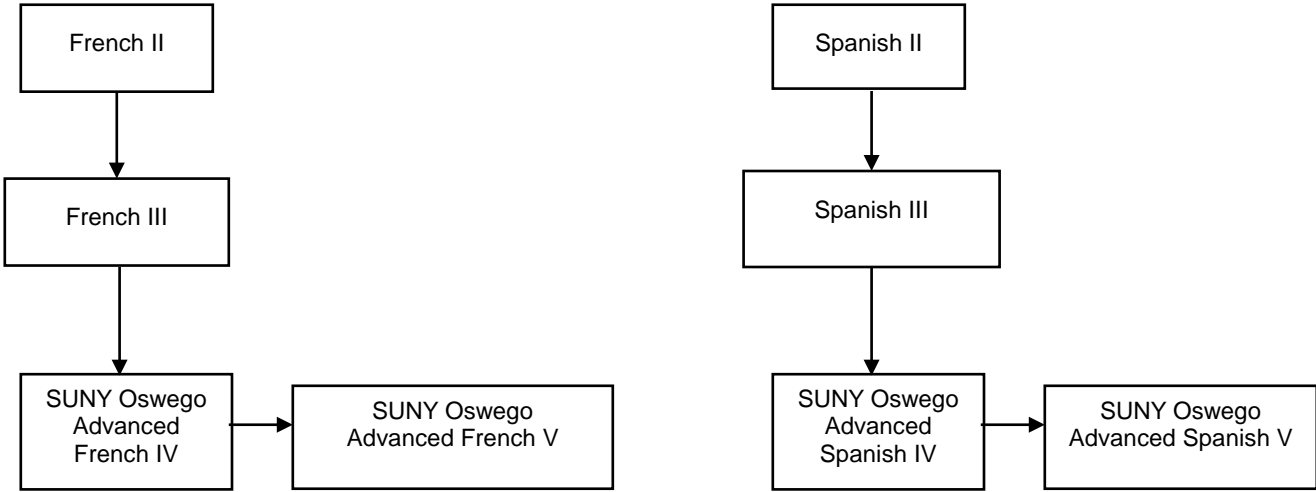 French II
Spanish II
French III
Spanish III
SUNY Oswego
Advanced
French IV
SUNY Oswego
Advanced French V
SUNY Oswego
Advanced
Spanish IV
SUNY Oswego
Advanced Spanish V